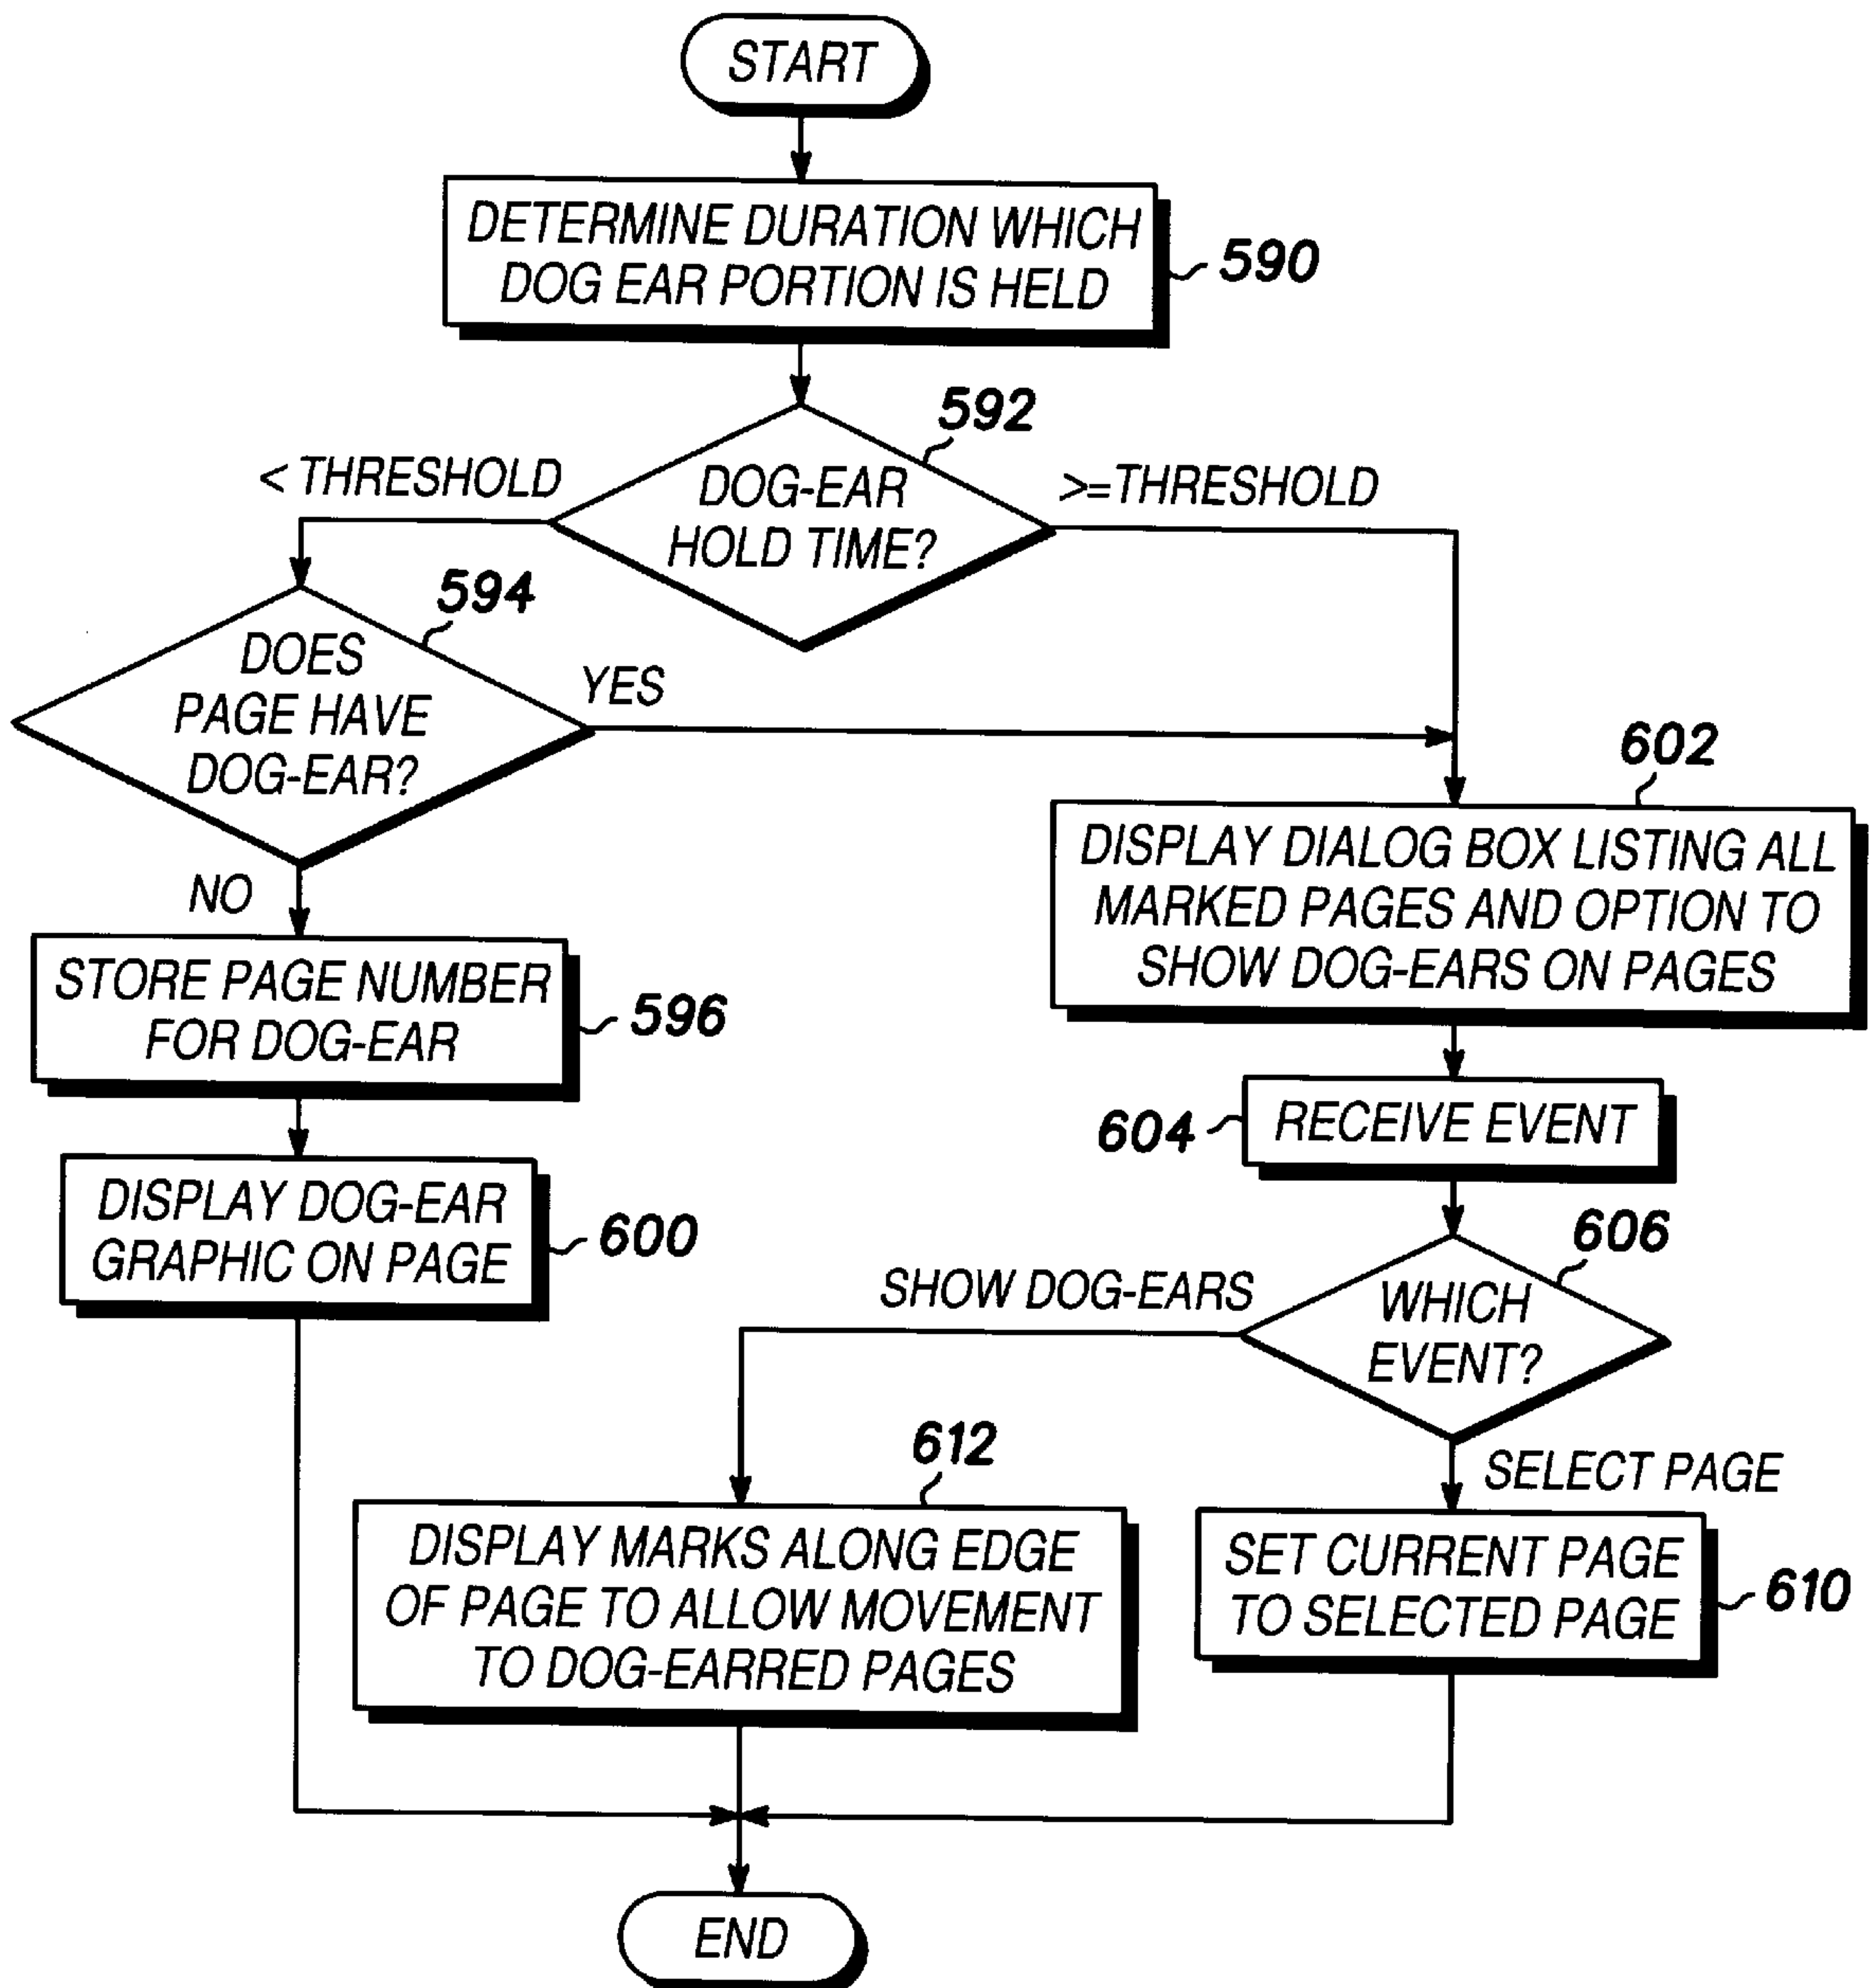 START
DETERMINE DURATION WHICH
DOG EAR PORTION IS HELD
590
592
< THRESHOLD
DOG-EAR
HOLD TIME?
>=THRESHOLD
594
DOES
PAGE HAVE
DOG-EAR?
YES
NO
602
DISPLAY DIALOG BOX LISTING ALL
MARKED PAGES AND OPTION TO
SHOW DOG-EARS ON PAGES
STORE PAGE NUMBER
FOR DOG-EAR
596
604
RECEIVE EVENT
DISPLAY DOG-EAR
GRAPHIC ON PAGE
600
606
SHOW DOG-EARS
WHICH
EVENT?
SELECT PAGE
612
DISPLAY MARKS ALONG EDGE
OF PAGE TO ALLOW MOVEMENT
TO DOG-EARRED PAGES
SET CURRENT PAGE
TO SELECTED PAGE
610
END